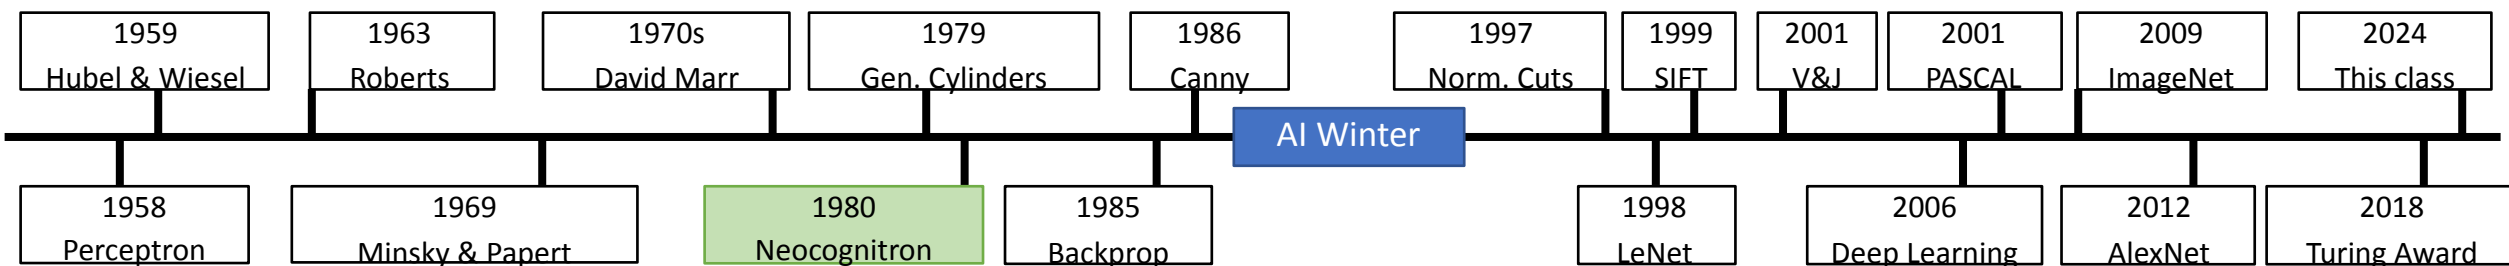 1959
Hubel & Wiesel
1963
Roberts
1970s
David Marr
1979
Gen. Cylinders
1986
Canny
1997
Norm. Cuts
1999
SIFT
2001
V&J
2001
PASCAL
2009
ImageNet
2024
This class
AI Winter
1958
Perceptron
1969
Minsky & Papert
1980
Neocognitron
1985
Backprop
1998
LeNet
2006
Deep Learning
2012
AlexNet
2018
Turing Award